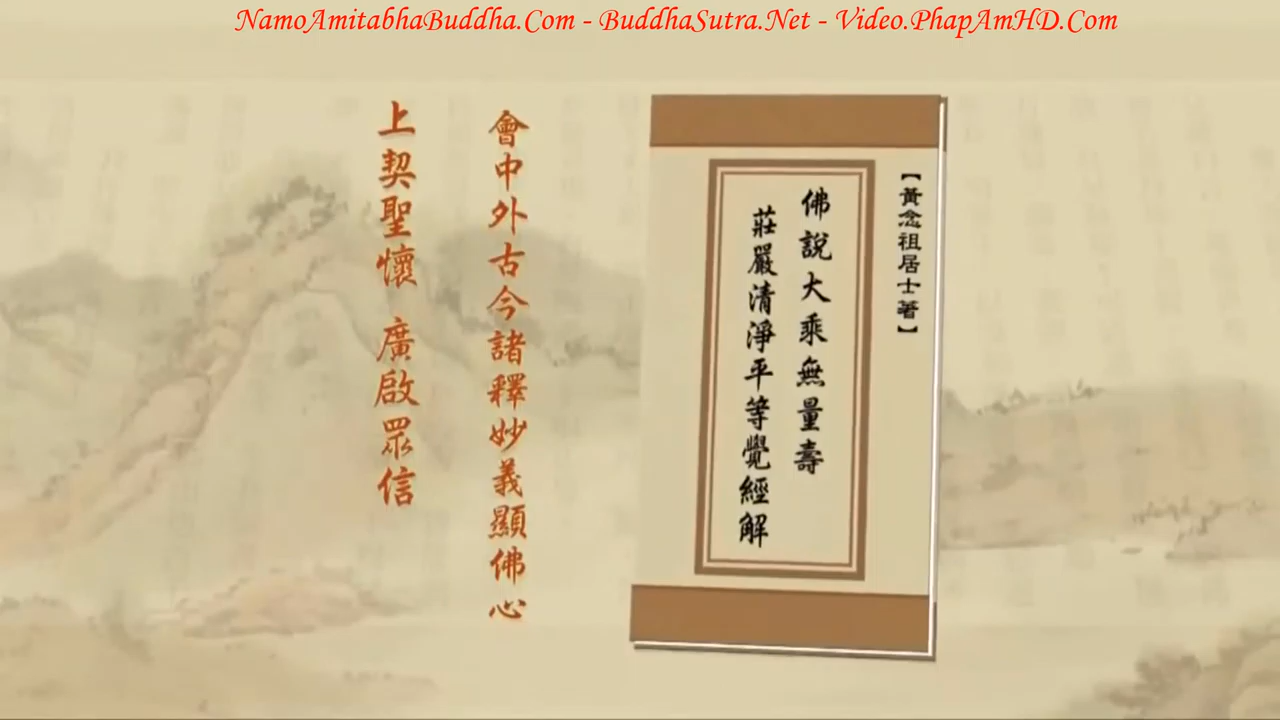 NamoAmitabhaBuddha.Com - BuddhaSutra.Net - Video.PhapAmHD.Com
【黃念祖居士著】
佛說大乘無量壽
莊嚴清淨平等覺經解
會中外古今諸釋妙義顯佛心
上契聖懷 廣啟眾信